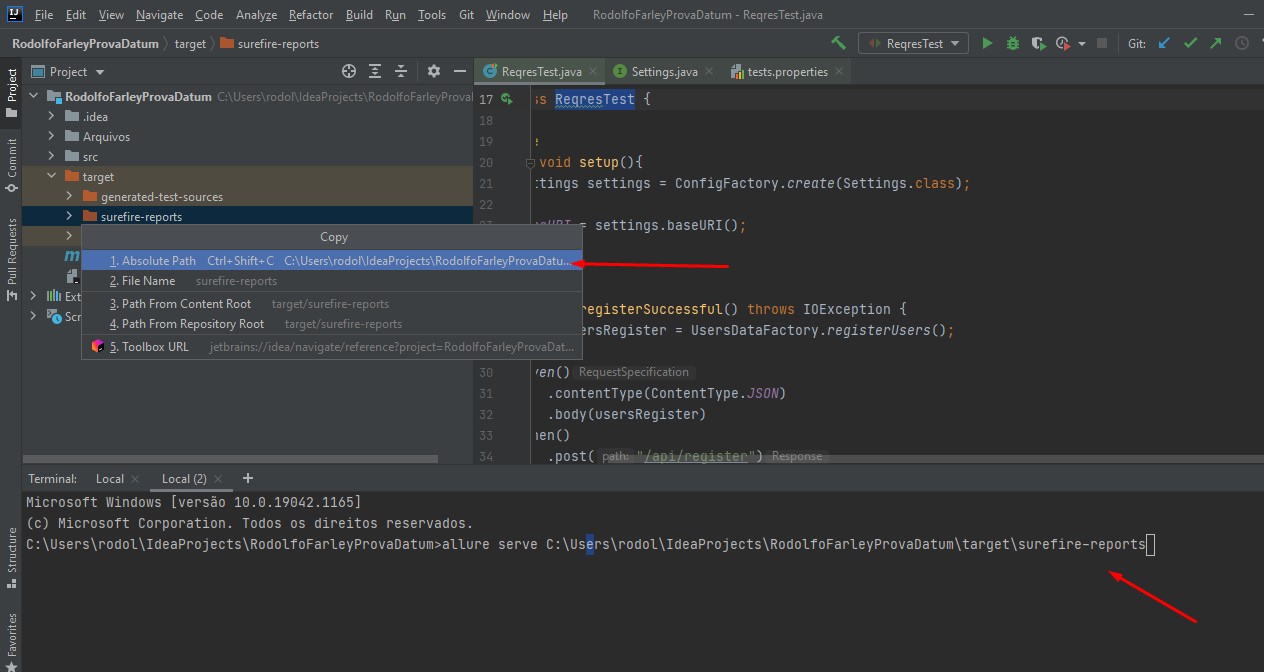 IJ File Edit View Navigate Code Analyze Refactor Build Run Tools Git Window Help RodolfoFarleyProvaDatum - ReqresTest.java
RodolfoFarleyProvaDatum target surefire-reports ReqresTest Git:
Project
Commit
Pull Requests
Structure
Favorites
Project
ReqresTest.java Settings.java tests.properties
RodolfoFarleyProvaDatum C:\Users\rodol\IdeaProjects\RodolfoFarleyProval
.idea
Arquivos
src
target
generated-test-sources
surefire-reports
m
Ext
Scr
Copy
1. Absolute Path Ctrl+Shift+C C:\Users\rodol\IdeaProjects\RodolfoFarleyProvaDatu...
2. File Name surefire-reports
3. Path From Content Root target/surefire-reports
4. Path From Repository Root target/surefire-reports
5. Toolbox URL jetbrains://idea/navigate/reference?project=RodolfoFarleyProvaDat...
17 ss ReqresTest {
18
19 e
20 void setup(){
21 ttings settings = ConfigFactory.create(Settings.class);
22
23 seURI = settings.baseURI();
registerSuccessful() throws IOException {
ersRegister = UsersDataFactory.registerUsers();
30 ven() RequestSpecification
31 .contentType(ContentType.JSON)
32 .body(usersRegister)
33 hen()
34 .post( path: "/api/register") Response
Terminal: Local Local (2) +
Microsoft Windows [versão 10.0.19042.1165]
(c) Microsoft Corporation. Todos os direitos reservados.
C:\Users\rodol\IdeaProjects\RodolfoFarleyProvaDatum>allure serve C:\Users\rodol\IdeaProjects\RodolfoFarleyProvaDatum\target\surefire-reports